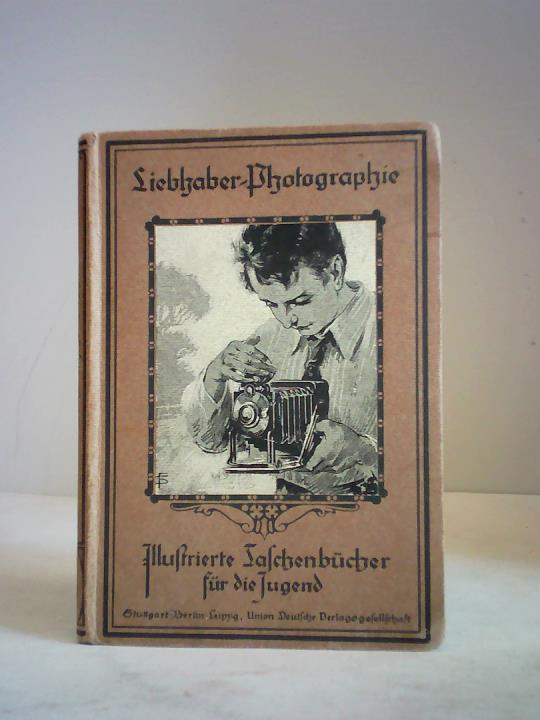 Liebhaber-Photographie
Illustrierte Taschenbücher
für die Jugend
Stuttgart Berlin Leipzig, Union Deutsche Verlagsgesellschaft